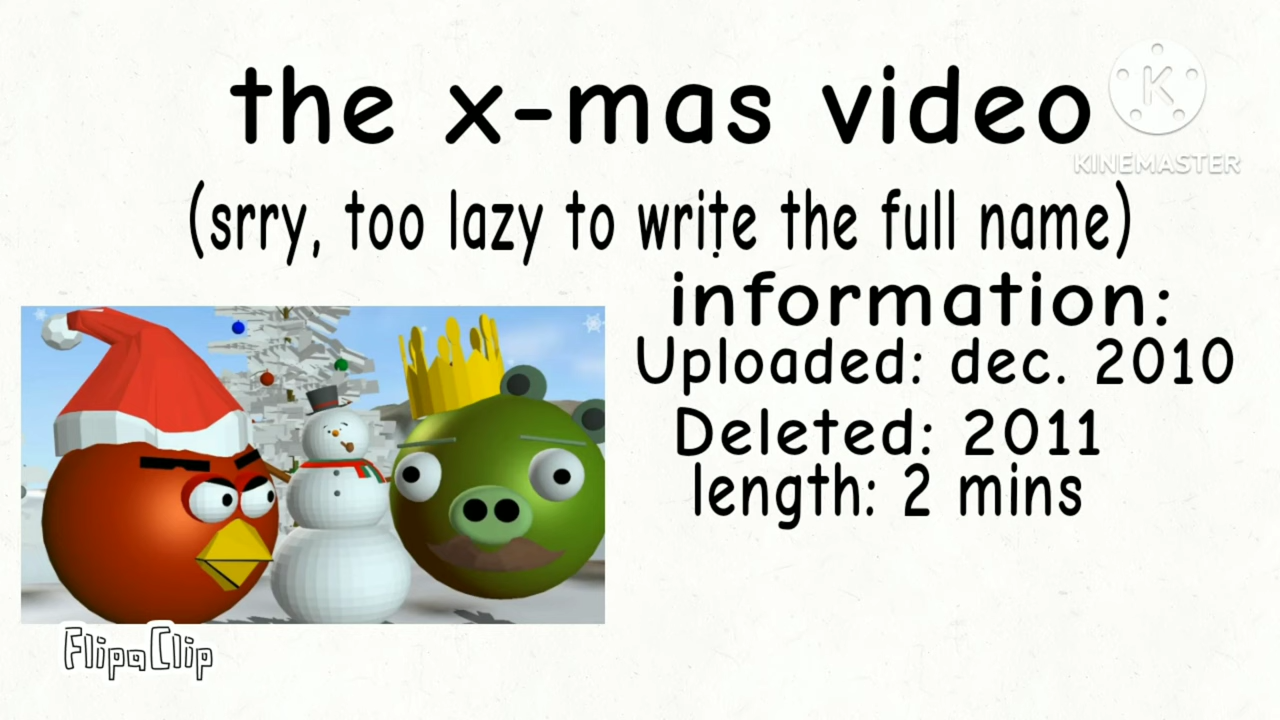 the x-mas video
K
KINEMASTER
(srry, too lazy to write the full name)
information:
Uploaded: dec. 2010
Deleted: 2011
length: 2 mins
FlipaClip